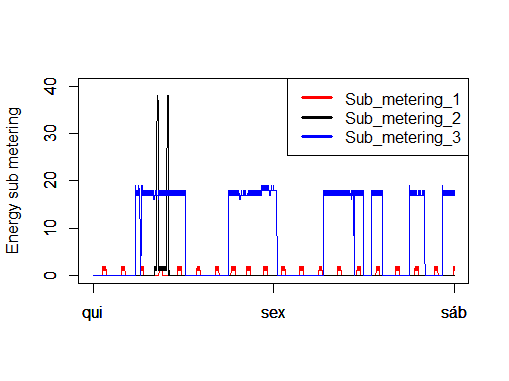 Energy sub metering
40
30
20
10
0
Sub_metering_1
Sub_metering_2
Sub_metering_3
qui sex sáb